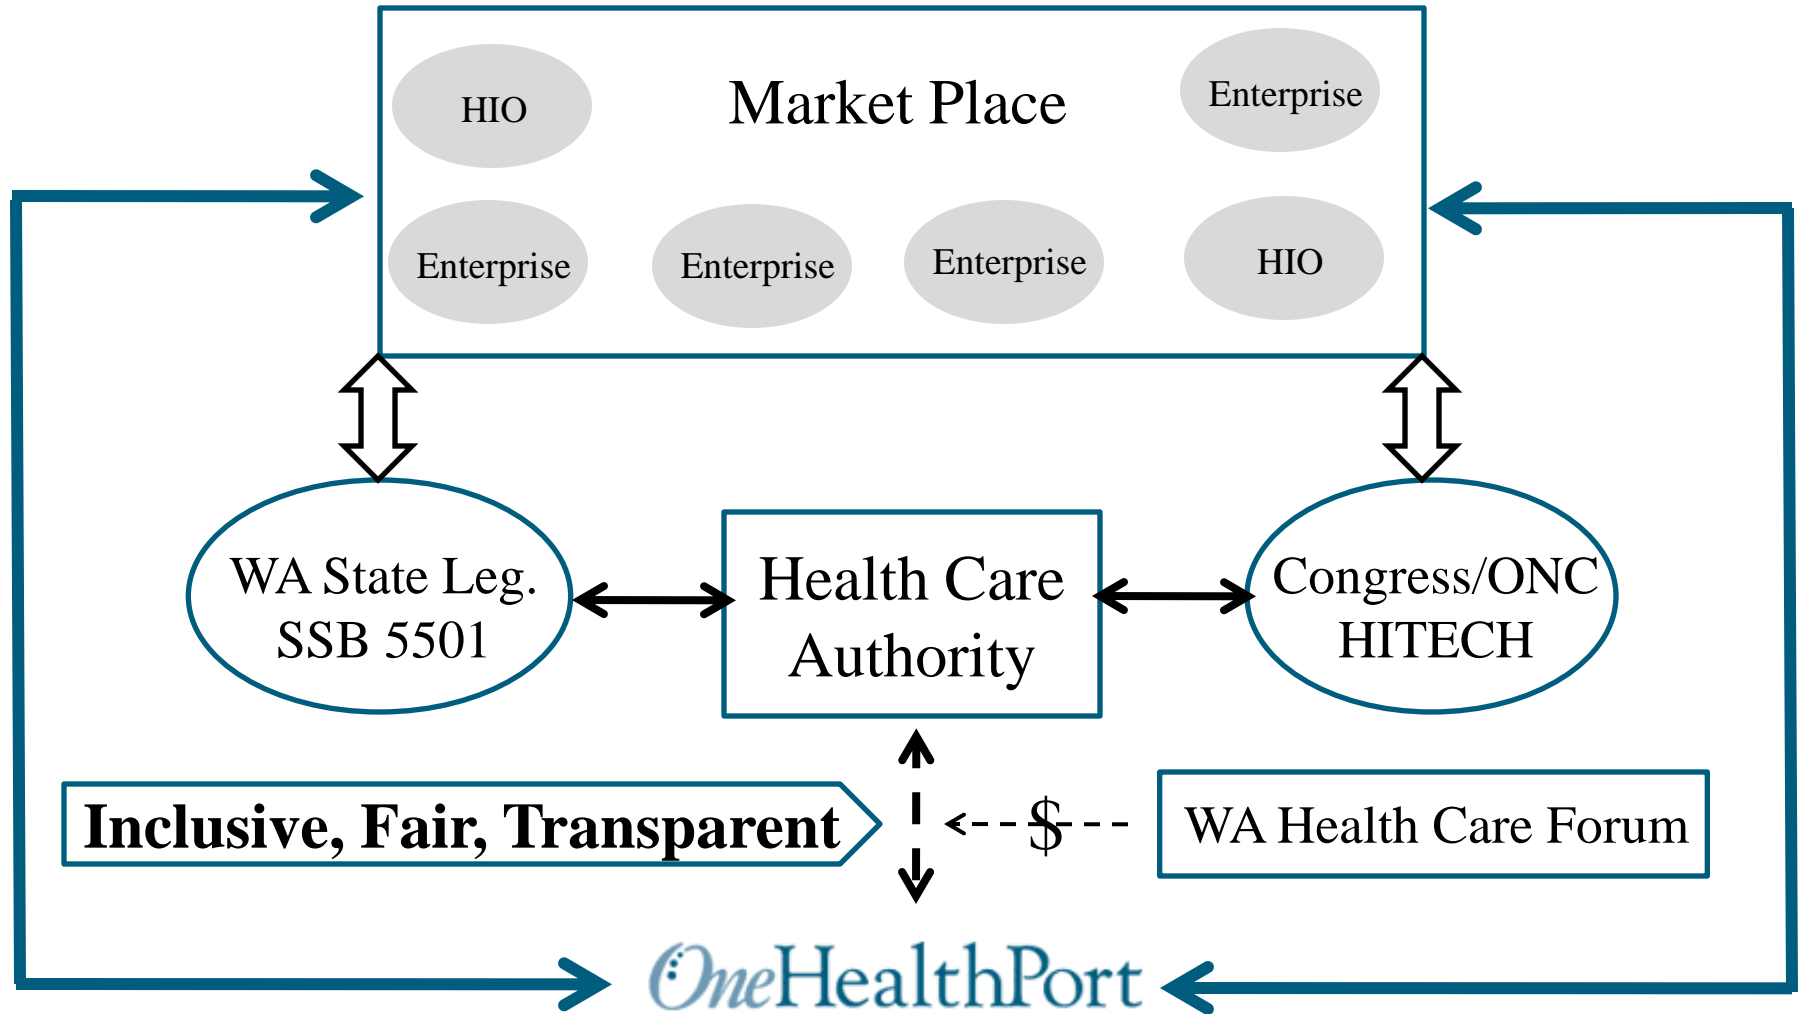 Market Place
HIO
Enterprise
Enterprise
Enterprise
Enterprise
HIO
WA State Leg.
SSB 5501
Health Care
Authority
Congress/ONC
HITECH
Inclusive, Fair, Transparent
$
WA Health Care Forum
OneHealthPort